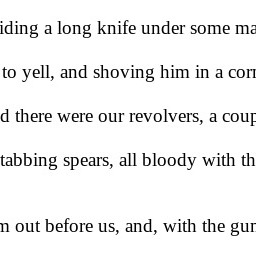 iding a long knife under some ma
to yell, and shoving him in a corn
d there were our revolvers, a coup
tabbing spears, all bloody with th
m out before us, and, with the gun